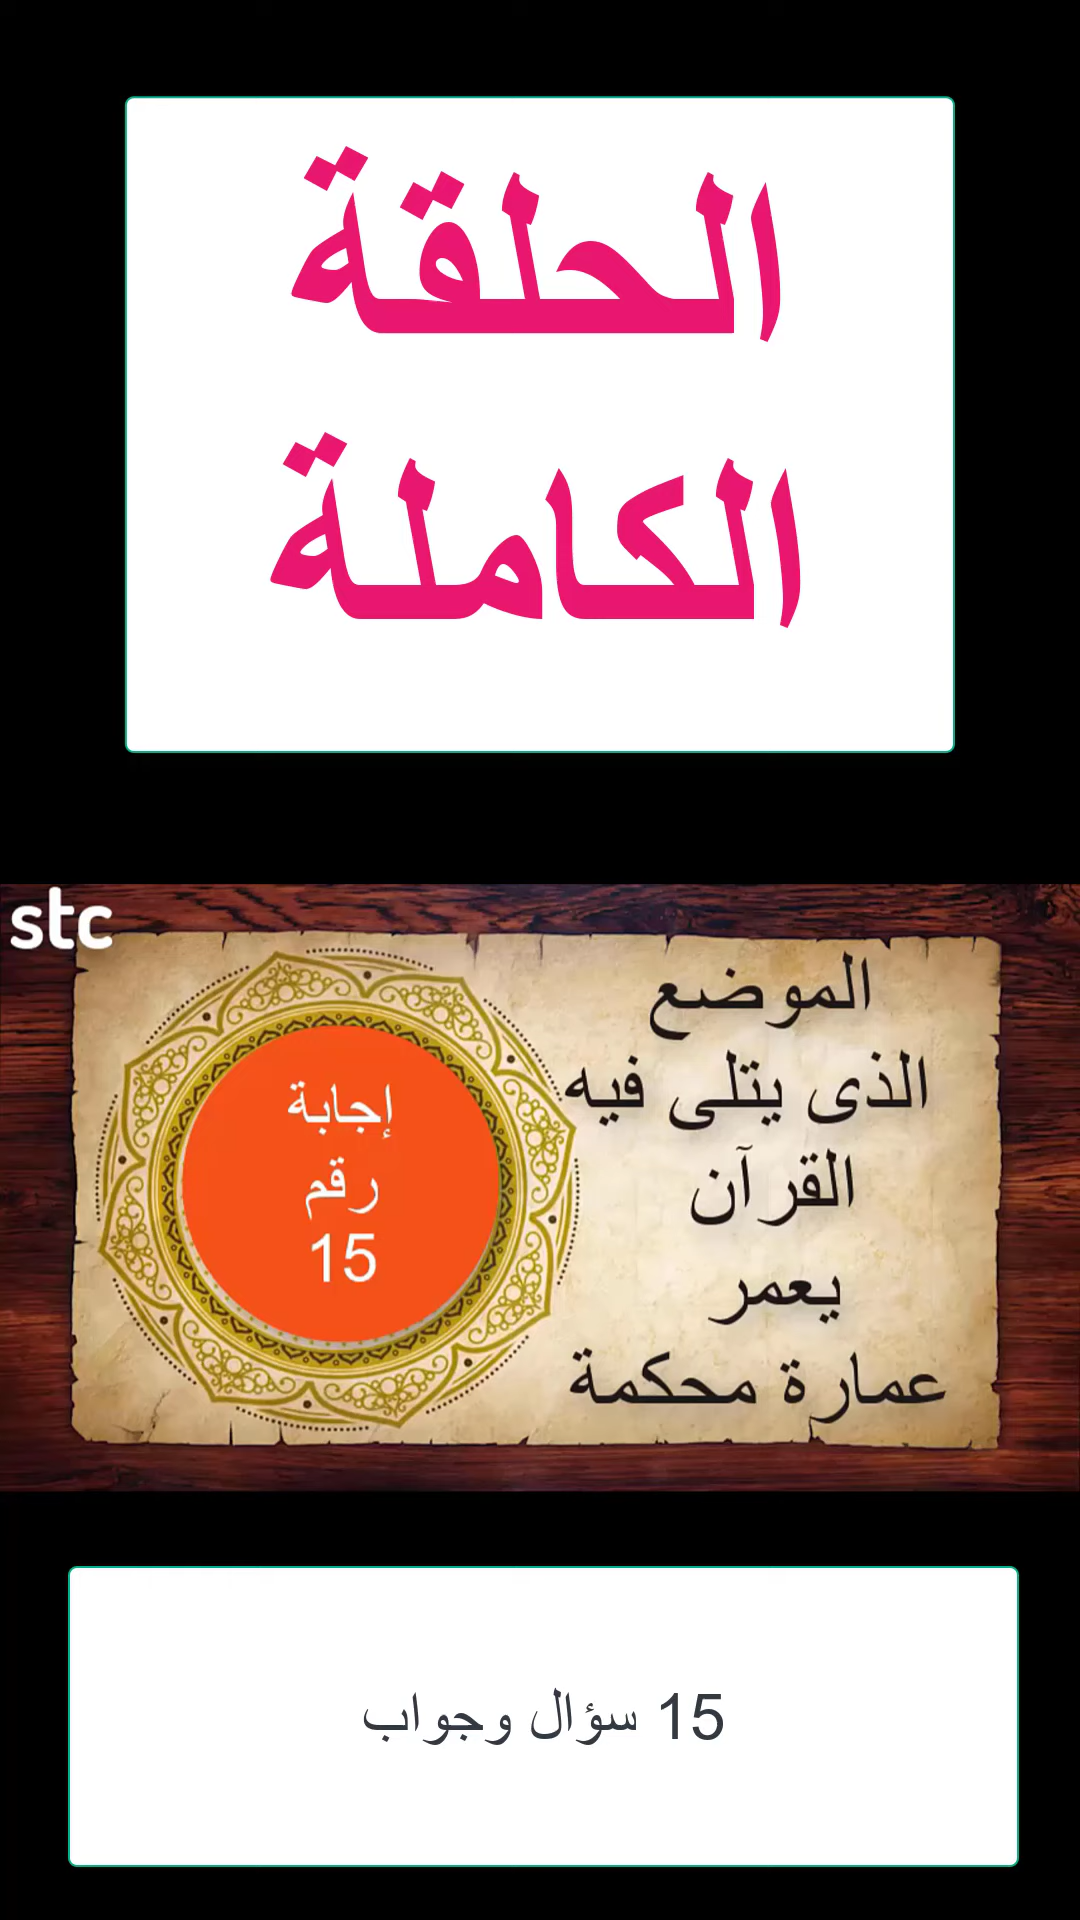 الحلقة
الكاملة
stc
الموضع
الذى يتلى فيه
القرآن
يعمر
عمارة محكمة
إجابة
رقم
15
15 سؤال وجواب